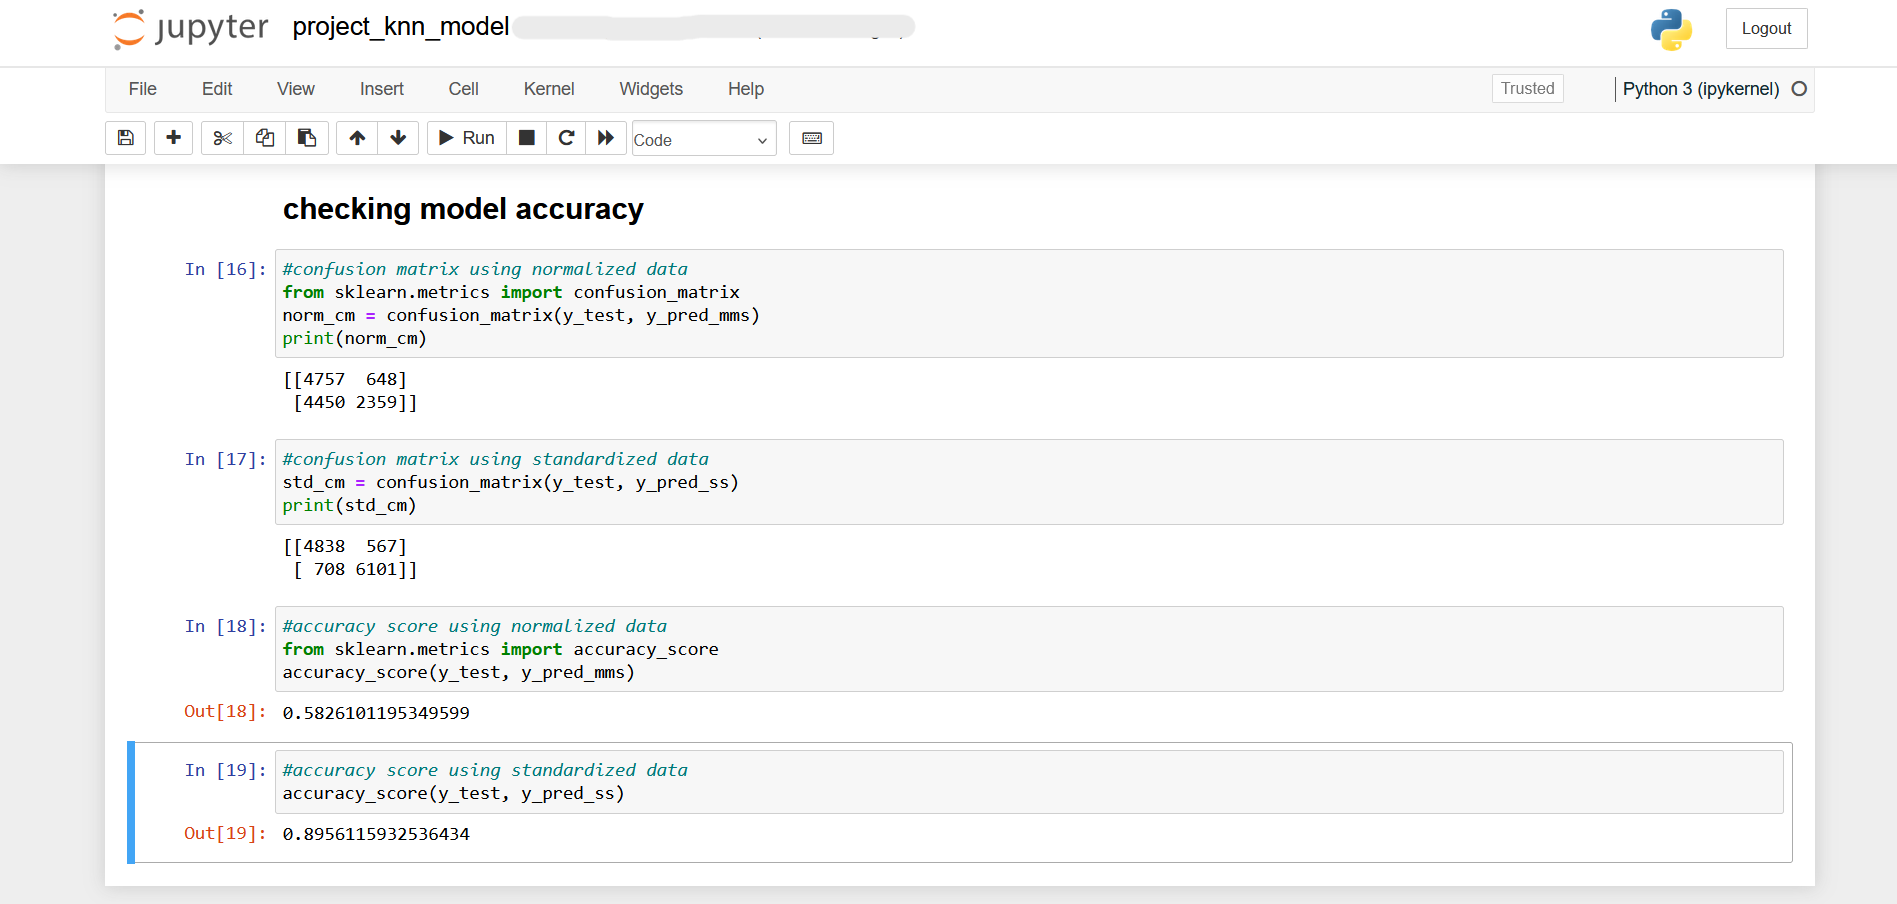 jupyter project_knn_model
Logout
File Edit View Insert Cell Kernel Widgets Help
Trusted
Python 3 (ipykernel)
Run
Code
checking model accuracy
In [16]:
#confusion matrix using normalized data
from sklearn.metrics import confusion_matrix
norm_cm = confusion_matrix(y_test, y_pred_mms)
print(norm_cm)
[[4757  648]
 [4450 2359]]
In [17]:
#confusion matrix using standardized data
std_cm = confusion_matrix(y_test, y_pred_ss)
print(std_cm)
[[4838  567]
 [ 708 6101]]
In [18]:
#accuracy score using normalized data
from sklearn.metrics import accuracy_score
accuracy_score(y_test, y_pred_mms)
Out[18]: 0.5826101195349599
In [19]:
#accuracy score using standardized data
accuracy_score(y_test, y_pred_ss)
Out[19]: 0.8956115932536434